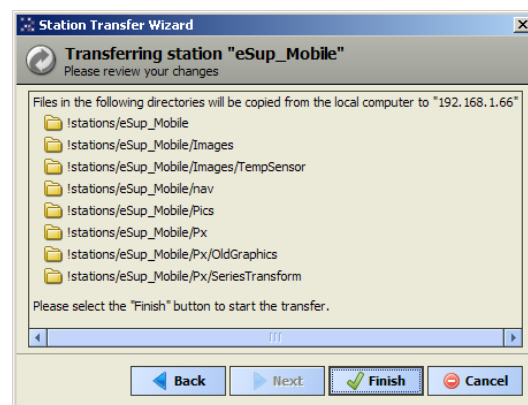 Station Transfer Wizard
Transferring station "eSup_Mobile"
Please review your changes
Files in the following directories will be copied from the local computer to "192.168.1.66"
!stations/eSup_Mobile
!stations/eSup_Mobile/Images
!stations/eSup_Mobile/Images/TempSensor
!stations/eSup_Mobile/nav
!stations/eSup_Mobile/Pics
!stations/eSup_Mobile/Px
!stations/eSup_Mobile/Px/OldGraphics
!stations/eSup_Mobile/Px/SeriesTransform
Please select the "Finish" button to start the transfer.
Back Next Finish Cancel